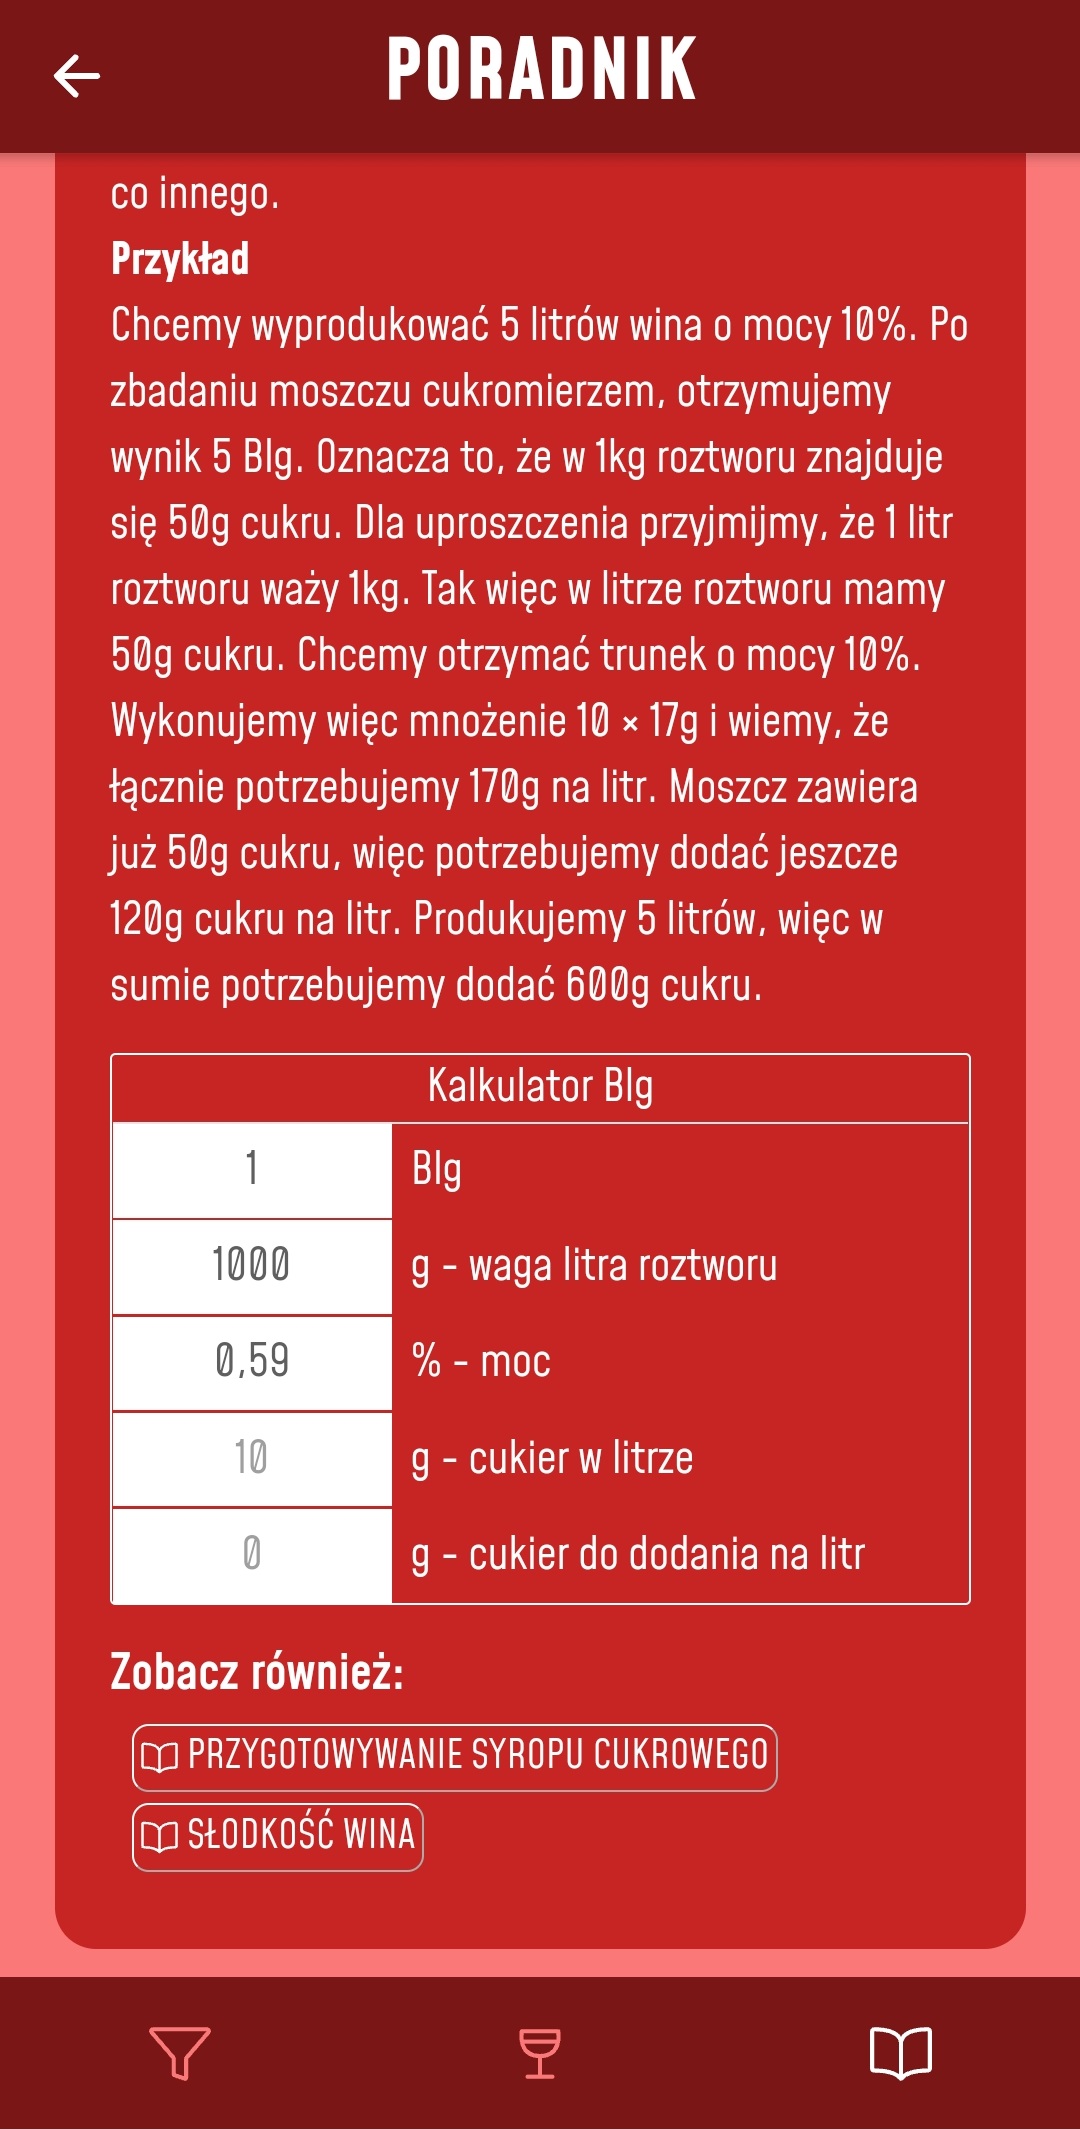 PORADNIK
co innego.
Przykład
Chcemy wyprodukować 5 litrów wina o mocy 10%. Po
zbadaniu moszczu cukromierzem, otrzymujemy
wynik 5 Blg. Oznacza to, że w 1kg roztworu znajduje
się 50g cukru. Dla uproszczenia przyjmijmy, że 1 litr
roztworu waży 1kg. Tak więc w litrze roztworu mamy
50g cukru. Chcemy otrzymać trunek o mocy 10%.
Wykonujemy więc mnożenie 10 × 17g i wiemy, że
łącznie potrzebujemy 170g na litr. Moszcz zawiera
już 50g cukru, więc potrzebujemy dodać jeszcze
120g cukru na litr. Produkujemy 5 litrów, więc w
sumie potrzebujemy dodać 600g cukru.
Kalkulator Blg
1 Blg
1000 g - waga litra roztworu
0,59 % - moc
10 g - cukier w litrze
0 g - cukier do dodania na litr
Zobacz również:
PRZYGOTOWYWANIE SYROPU CUKROWEGO
SŁODKOŚĆ WINA